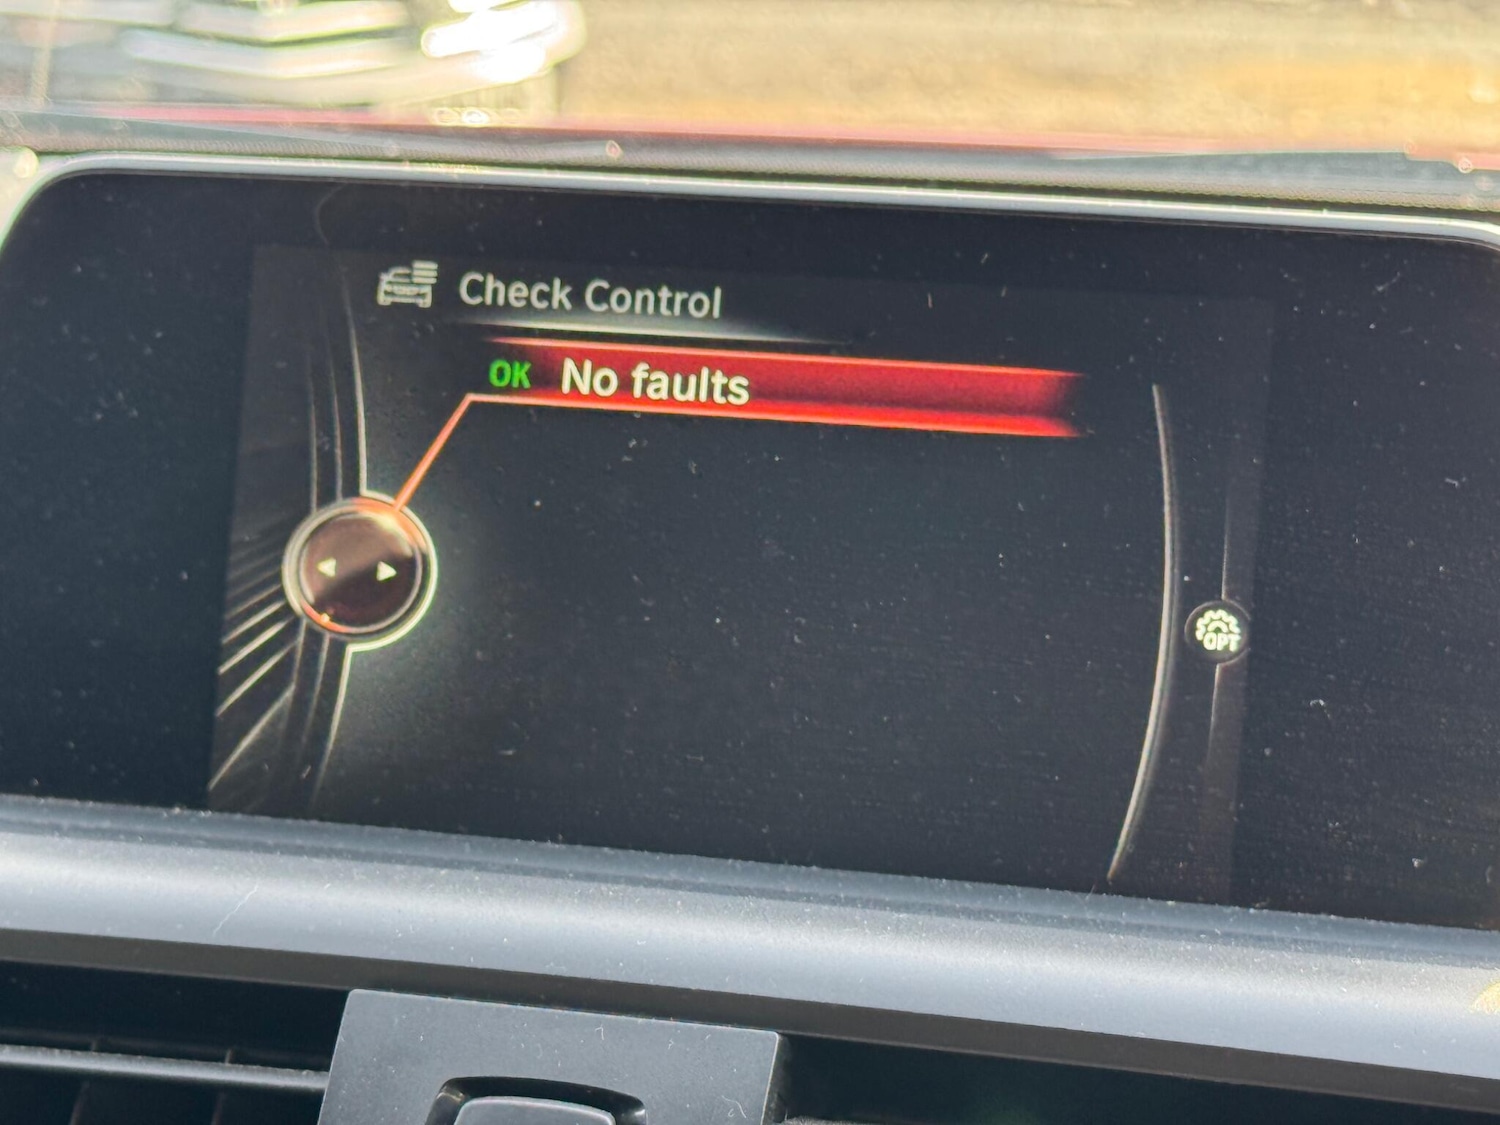 Check Control
OK No faults
OPT